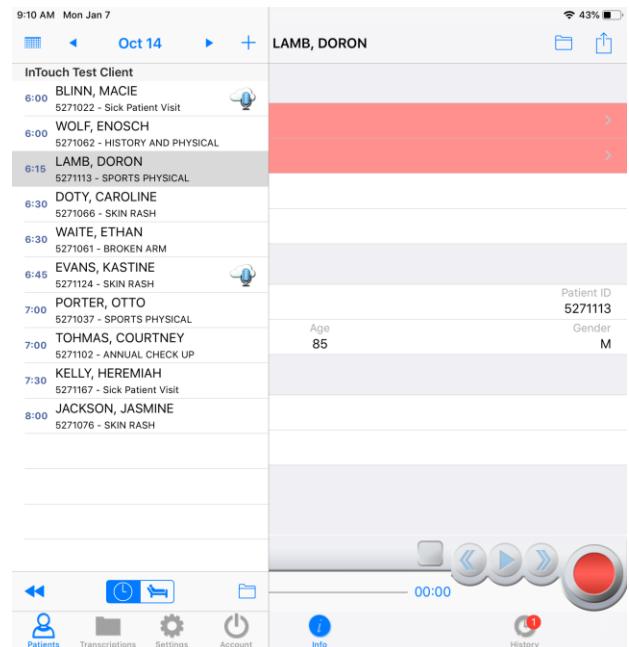 9:10 AM Mon Jan 7 43%
Oct 14
LAMB, DORON
InTouch Test Client
6:00 BLINN, MACIE
5271022 - Sick Patient Visit
6:00 WOLF, ENOSCH
5271062 - HISTORY AND PHYSICAL
6:15 LAMB, DORON
5271113 - SPORTS PHYSICAL
6:30 DOTY, CAROLINE
5271066 - SKIN RASH
6:30 WAITE, ETHAN
5271061 - BROKEN ARM
6:45 EVANS, KASTINE
5271124 - SKIN RASH
7:00 PORTER, OTTO
5271037 - SPORTS PHYSICAL
7:00 TOHMAS, COURTNEY
5271102 - ANNUAL CHECK UP
7:30 KELLY, HEREMIAH
5271167 - Sick Patient Visit
8:00 JACKSON, JASMINE
5271076 - SKIN RASH
Patient ID
5271113
Age Gender
85 M
00:00
1
Patients Transcriptions Settings Account Info History